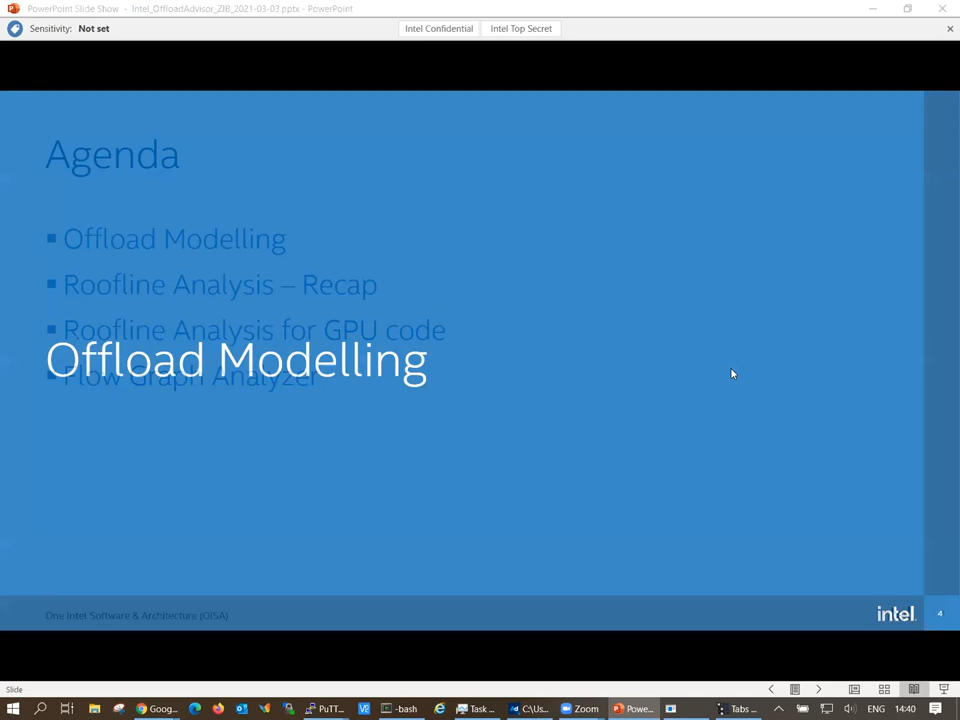 PowerPoint Slide Show - Intel_OffloadAdvisor_ZIB_2021-03-03.pptx - PowerPoint
Sensitivity: Not set
Intel Confidential
Intel Top Secret
Agenda
▪ Offload Modelling
▪ Roofline Analysis – Recap
▪ Roofline Analysis for GPU code
Offload Modelling
▪ Flow Graph Analyzer
One Intel Software & Architecture (OISA)
intel.
4
Slide
Goog... PuTT... -bash Task ... C:\Us... Zoom Powe... Tabs ... ENG 14:40